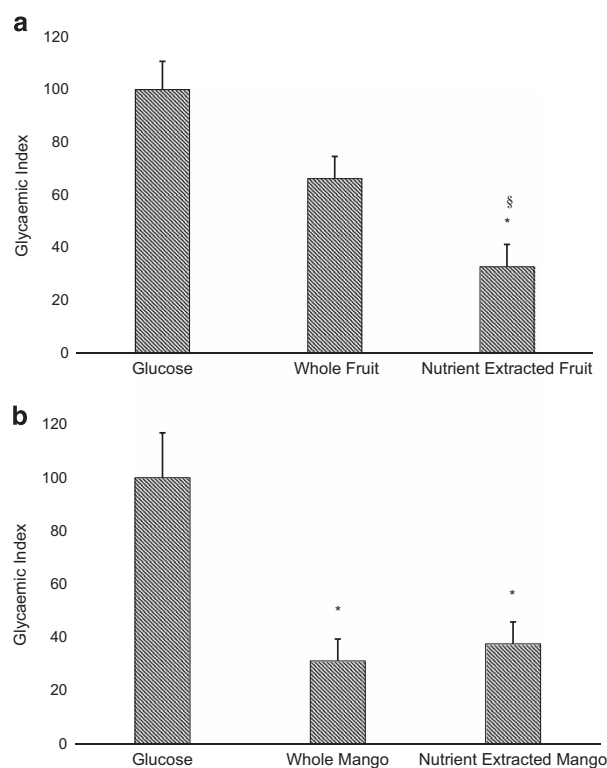 a
120
100
80
60
40
20
0
Glycaemic Index
§
*
Glucose Whole Fruit Nutrient Extracted Fruit
b
120
100
80
60
40
20
0
Glycaemic Index
* *
Glucose Whole Mango Nutrient Extracted Mango